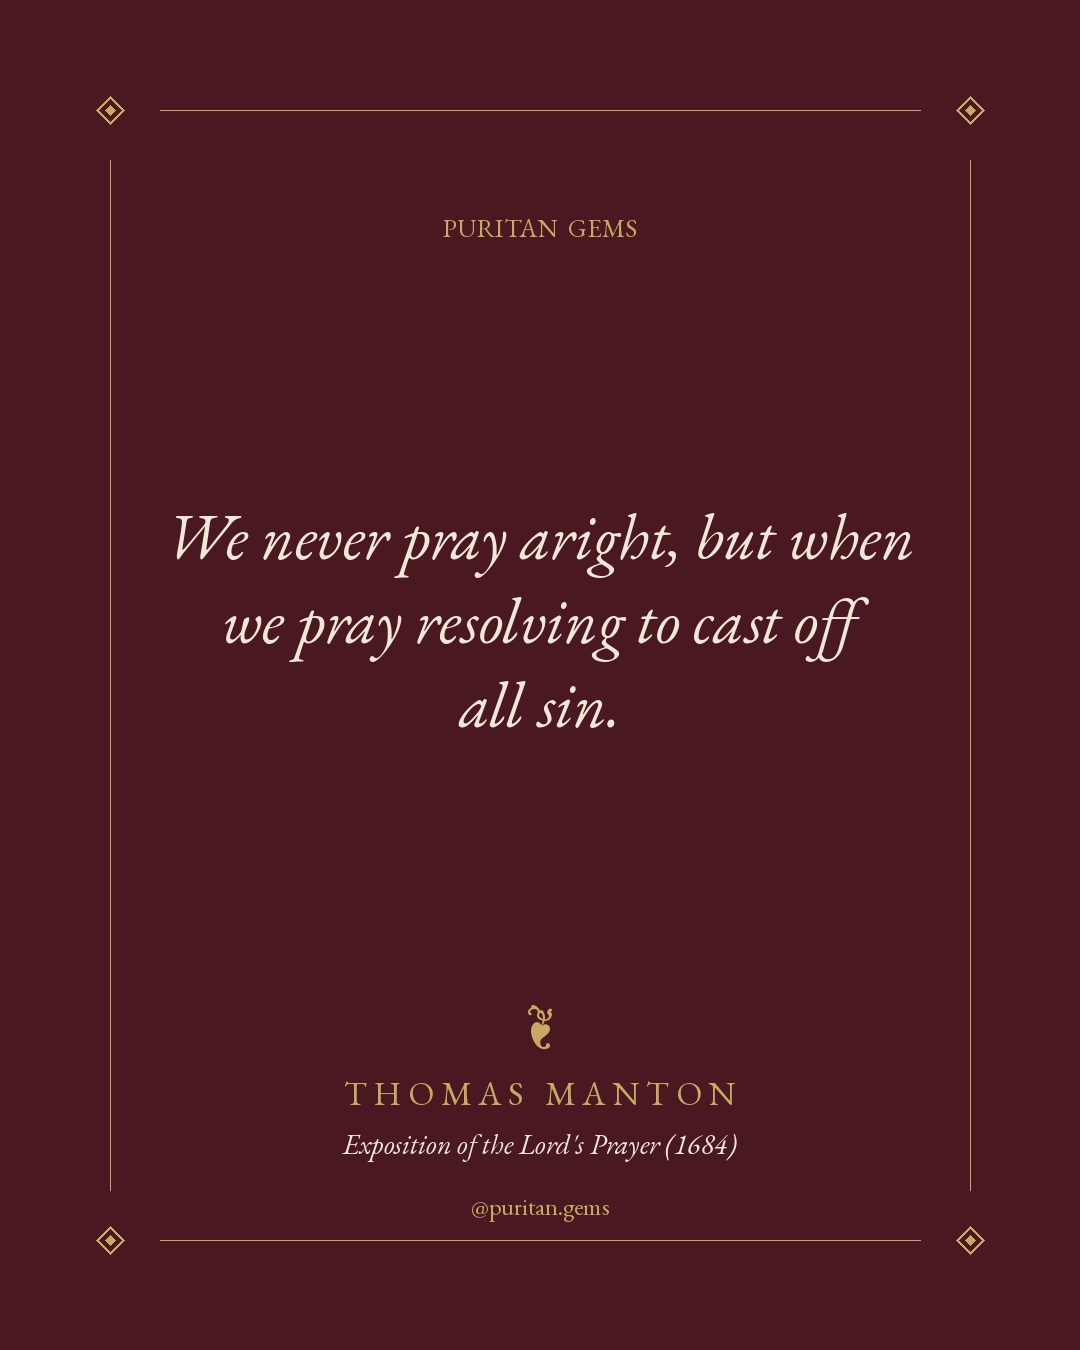 PURITAN GEMS
We never pray aright, but when
we pray resolving to cast off
all sin.
THOMAS MANTON
Exposition of the Lord's Prayer (1684)
@puritan.gems